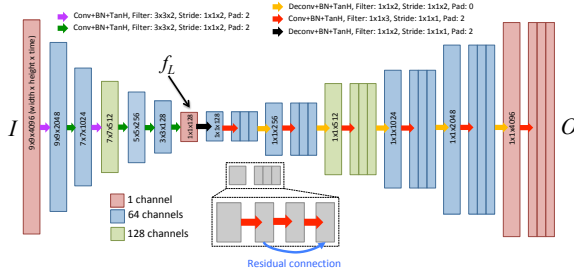 Conv+BN+TanH, Filter: 3x3x2, Stride: 1x1x2, Pad: 2
Conv+BN+TanH, Filter: 3x3x2, Stride: 1x1x2, Pad: 2
Deconv+BN+TanH, Filter: 1x1x2, Stride: 1x1x2, Pad: 0
Conv+BN+TanH, Filter: 1x1x3, Stride: 1x1x1, Pad: 2
Deconv+BN+TanH, Filter: 1x1x2, Stride: 1x1x1, Pad: 2
f_L
I
9x9x4096 (width x height x time)
9x9x2048
7x7x1024
7x7x512
5x5x256
3x3x128
1x1x128
1x1x128
1x1x256
1x1x512
1x1x1024
1x1x2048
1x1x4096
O
1 channel
64 channels
128 channels
Residual connection